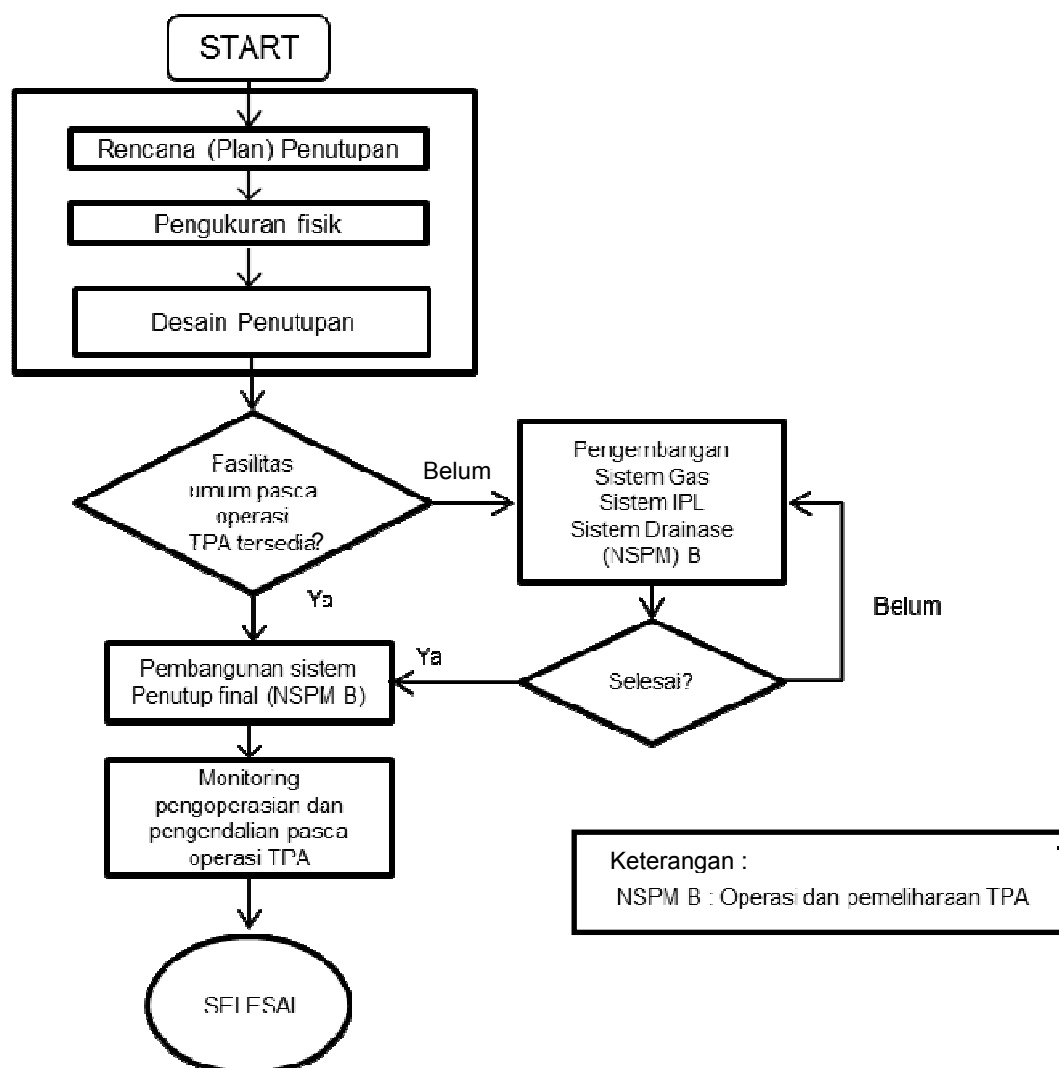 START
Rencana (Plan) Penutupan
Pengukuran fisik
Desain Penutupan
Fasilitas
umum pasca
operasi
TPA tersedia?
Belum
Pengembangan
Sistem Gas
Sistem IPL
Sistem Drainase
(NSPM) B
Ya
Belum
Selesai?
Ya
Pembangunan sistem
Penutup final (NSPM B)
Monitoring
pengoperasian dan
pengendalian pasca
operasi TPA
Keterangan :
NSPM B : Operasi dan pemeliharaan TPA
SELESAI